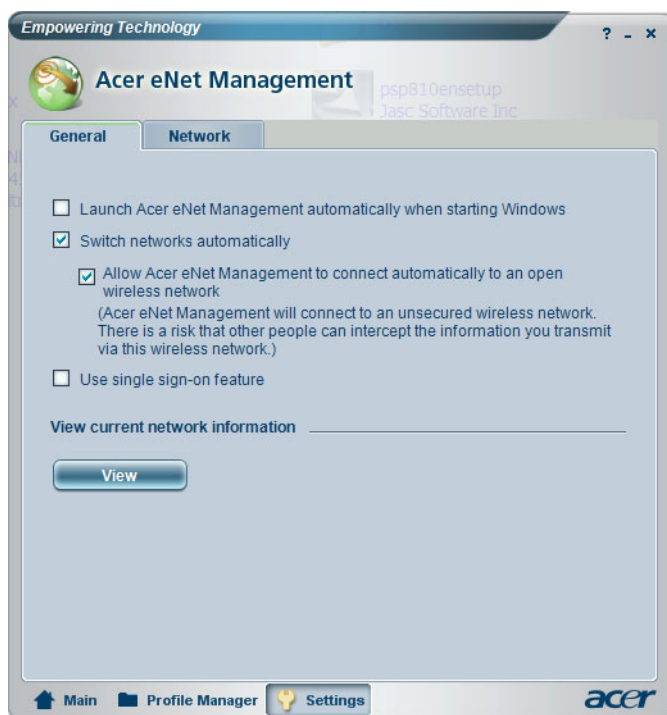 Empowering Technology
? - ×
Acer eNet Management
psp810ensetup
Jasc Software Inc
General Network
Launch Acer eNet Management automatically when starting Windows
Switch networks automatically
Allow Acer eNet Management to connect automatically to an open
wireless network
(Acer eNet Management will connect to an unsecured wireless network.
There is a risk that other people can intercept the information you transmit
via this wireless network.)
Use single sign-on feature
View current network information
View
Main Profile Manager Settings acer